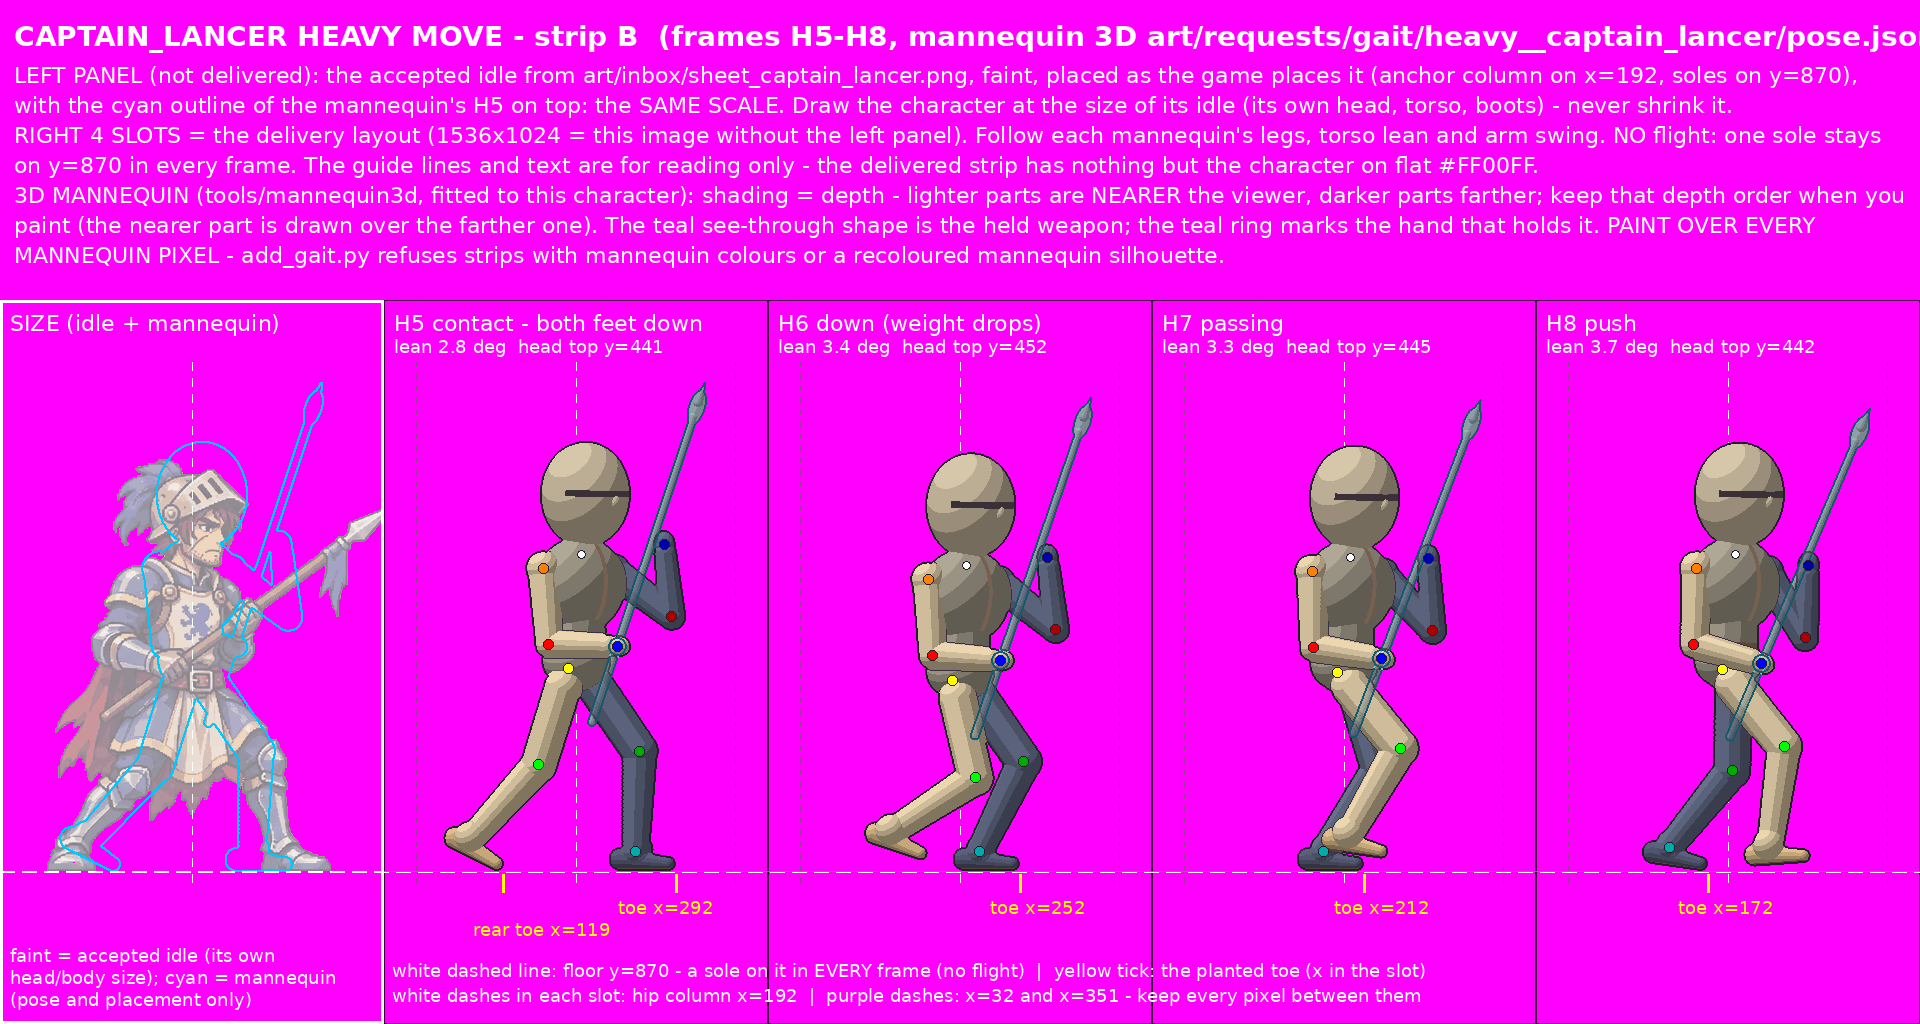 CAPTAIN_LANCER HEAVY MOVE - strip B  (frames H5-H8, mannequin 3D art/requests/gait/heavy__captain_lancer/pose.json
LEFT PANEL (not delivered): the accepted idle from art/inbox/sheet_captain_lancer.png, faint, placed as the game places it (anchor column on x=192, soles on y=870),
with the cyan outline of the mannequin's H5 on top: the SAME SCALE. Draw the character at the size of its idle (its own head, torso, boots) - never shrink it.
RIGHT 4 SLOTS = the delivery layout (1536x1024 = this image without the left panel). Follow each mannequin's legs, torso lean and arm swing. NO flight: one sole stays
on y=870 in every frame. The guide lines and text are for reading only - the delivered strip has nothing but the character on flat #FF00FF.
3D MANNEQUIN (tools/mannequin3d, fitted to this character): shading = depth - lighter parts are NEARER the viewer, darker parts farther; keep that depth order when you
paint (the nearer part is drawn over the farther one). The teal see-through shape is the held weapon; the teal ring marks the hand that holds it. PAINT OVER EVERY
MANNEQUIN PIXEL - add_gait.py refuses strips with mannequin colours or a recoloured mannequin silhouette.
SIZE (idle + mannequin)
H5 contact - both feet down
lean 2.8 deg  head top y=441
H6 down (weight drops)
lean 3.4 deg  head top y=452
H7 passing
lean 3.3 deg  head top y=445
H8 push
lean 3.7 deg  head top y=442
toe x=292
rear toe x=119
toe x=252
toe x=212
toe x=172
faint = accepted idle (its own
head/body size); cyan = mannequin
(pose and placement only)
white dashed line: floor y=870 - a sole on it in EVERY frame (no flight)  |  yellow tick: the planted toe (x in the slot)
white dashes in each slot: hip column x=192  |  purple dashes: x=32 and x=351 - keep every pixel between them